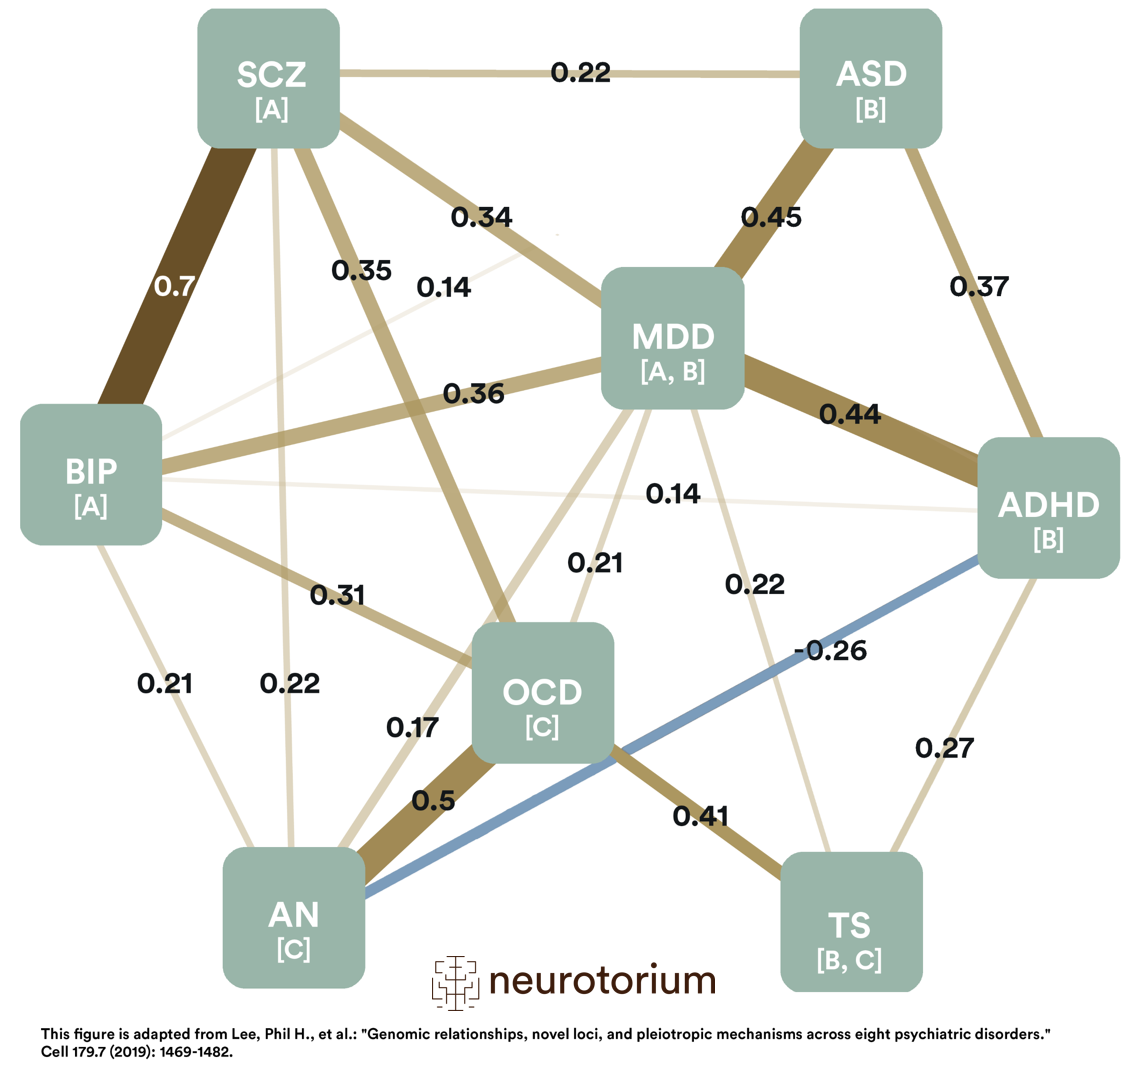 SCZ
[A]
0.22
ASD
[B]
0.34
0.45
0.35
0.7
0.14
0.37
MDD
[A, B]
0.36
0.44
BIP
[A]
0.14
ADHD
[B]
0.21
0.31
0.22
0.21
0.22
-0.26
OCD
[C]
0.17
0.27
0.5
0.41
AN
[C]
TS
[B, C]
neurotorium
This figure is adapted from Lee, Phil H., et al.: "Genomic relationships, novel loci, and pleiotropic mechanisms across eight psychiatric disorders."
Cell 179.7 (2019): 1469-1482.